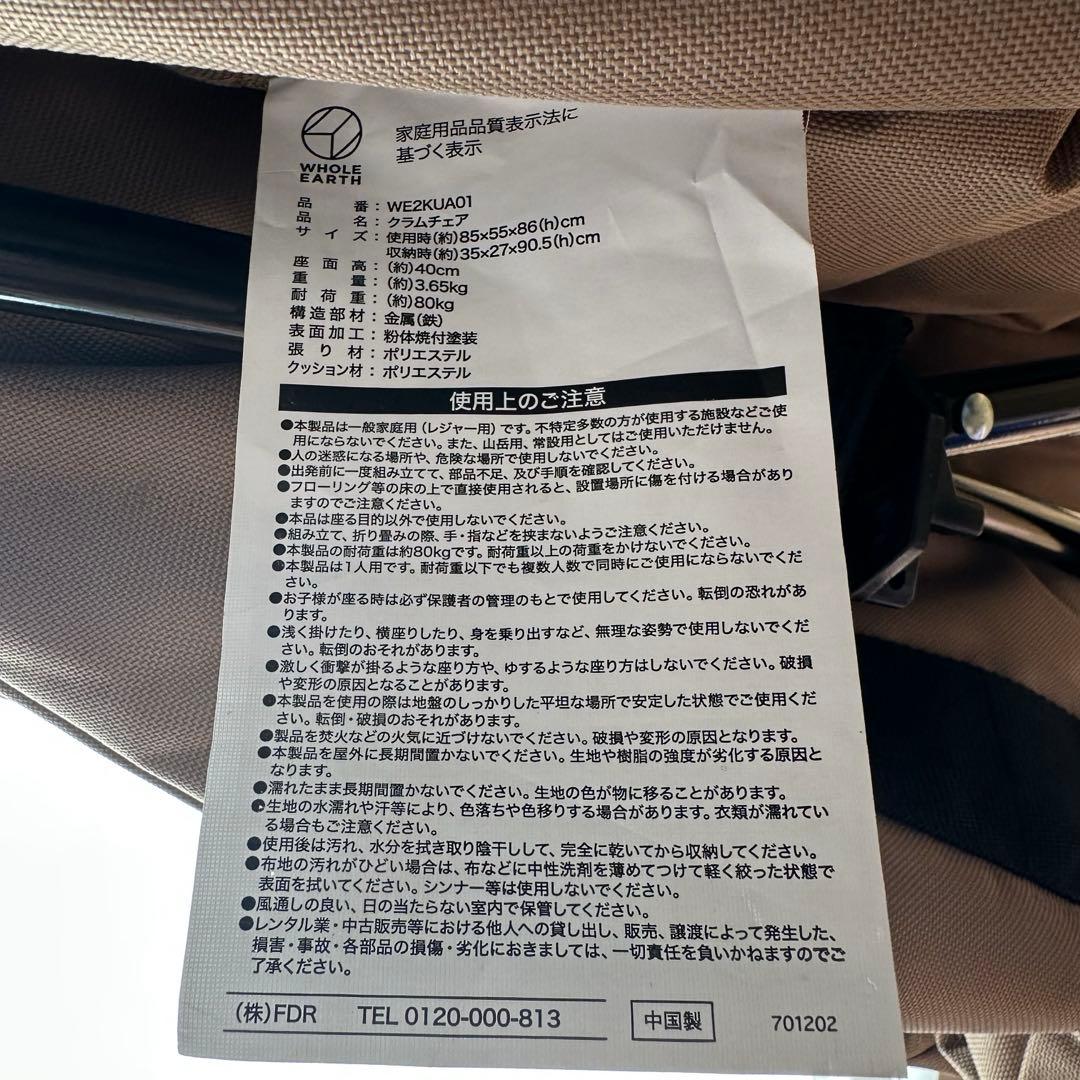 WHOLE
EARTH
家庭用品品質表示法に
基づく表示
品番：WE2KUA01
品名：クラムチェア
サイズ：使用時(約)85×55×86(h)cm
収納時(約)35×27×90.5(h)cm
座面高：(約)40cm
重量：(約)3.65kg
耐荷重：(約)80kg
構造部材：金属(鉄)
表面加工：粉体焼付塗装
張り材：ポリエステル
クッション材：ポリエステル
使用上のご注意
●本製品は一般家庭用(レジャー用)です。不特定多数の方が使用する施設などご使
用にならないでください。また、山岳用、常設用としてはご使用いただけません。
●人の迷惑になる場所や、危険な場所で使用しないでください。
●出発前に一度組み立てて、部品不足、及び手順を確認してください。
●フローリング等の床の上で直接使用されると、設置場所に傷を付ける場合があり
ますのでご注意ください。
●本品は座る目的以外で使用しないでください。
●組み立て、折り畳みの際、手・指などを挟まないようご注意ください。
●本製品の耐荷重は約80kgです。耐荷重以上の荷重をかけないでください。
●本製品は1人用です。耐荷重以下でも複数人数で同時にご使用にならないでくだ
さい。
●お子様が座る時は必ず保護者の管理のもとで使用してください。転倒の恐れがあ
ります。
●浅く掛けたり、横座りしたり、身を乗り出すなど、無理な姿勢で使用しないでくだ
さい。転倒のおそれがあります。
●激しく衝撃が掛るような座り方や、ゆするような座り方はしないでください。破損
や変形の原因となることがあります。
●本製品を使用の際は地盤のしっかりした平坦な場所で安定した状態でご使用くだ
さい。転倒・破損のおそれがあります。
●製品を焚火などの火気に近づけないでください。破損や変形の原因となります。
●本製品を屋外に長期間置かないでください。生地や樹脂の強度が劣化する原因と
なります。
●濡れたまま長期間置かないでください。生地の色が物に移ることがあります。
●生地の水濡れや汗等により、色落ちや色移りする場合があります。衣類が濡れてい
る場合もご注意ください。
●使用後は汚れ、水分を拭き取り陰干しして、完全に乾いてから収納してください。
●布地の汚れがひどい場合は、布などに中性洗剤を薄めてつけて軽く絞った状態で
表面を拭いてください。シンナー等は使用しないでください。
●風通しの良い、日の当たらない室内で保管してください。
●レンタル業・中古販売等における他人への貸し出し、販売、譲渡によって発生した、
損害・事故・各部品の損傷・劣化におきましては、一切責任を負いかねますのでご
了承ください。
(株)FDR TEL 0120-000-813 中国製 701202